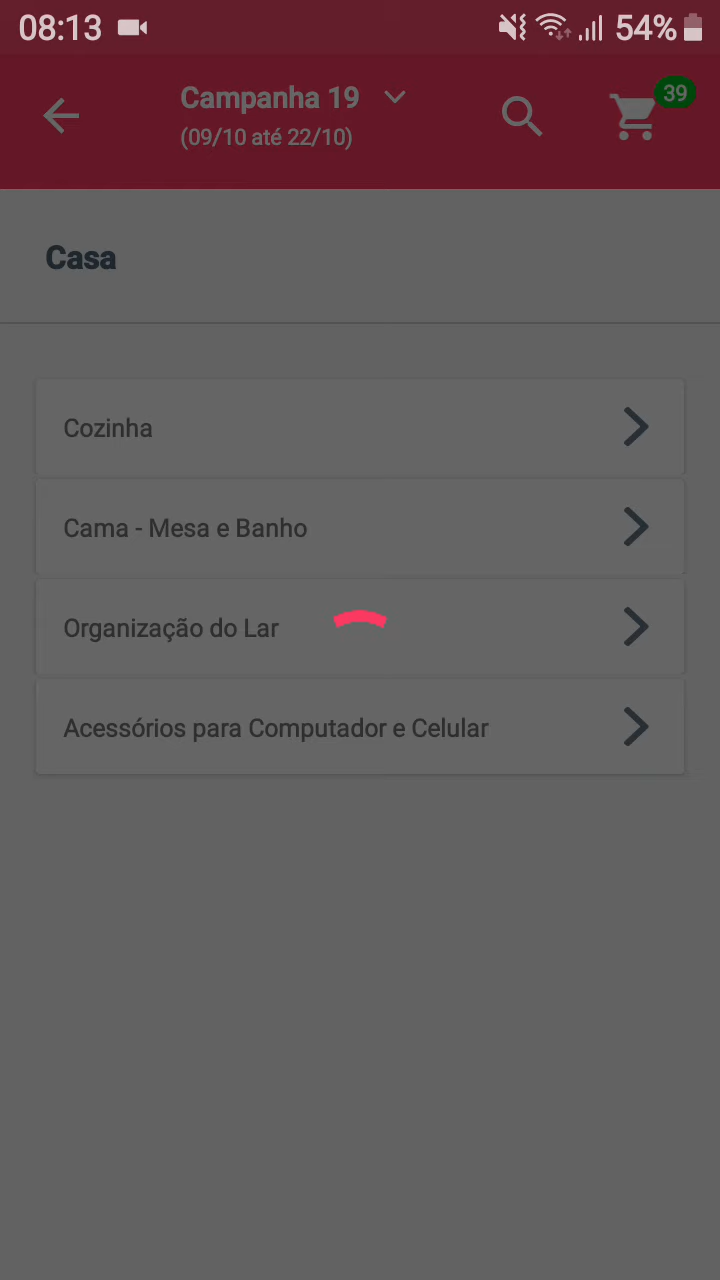 08:13
54%
Campanha 19
39
(09/10 até 22/10)
Casa
Cozinha
Cama - Mesa e Banho
Organização do Lar
Acessórios para Computador e Celular